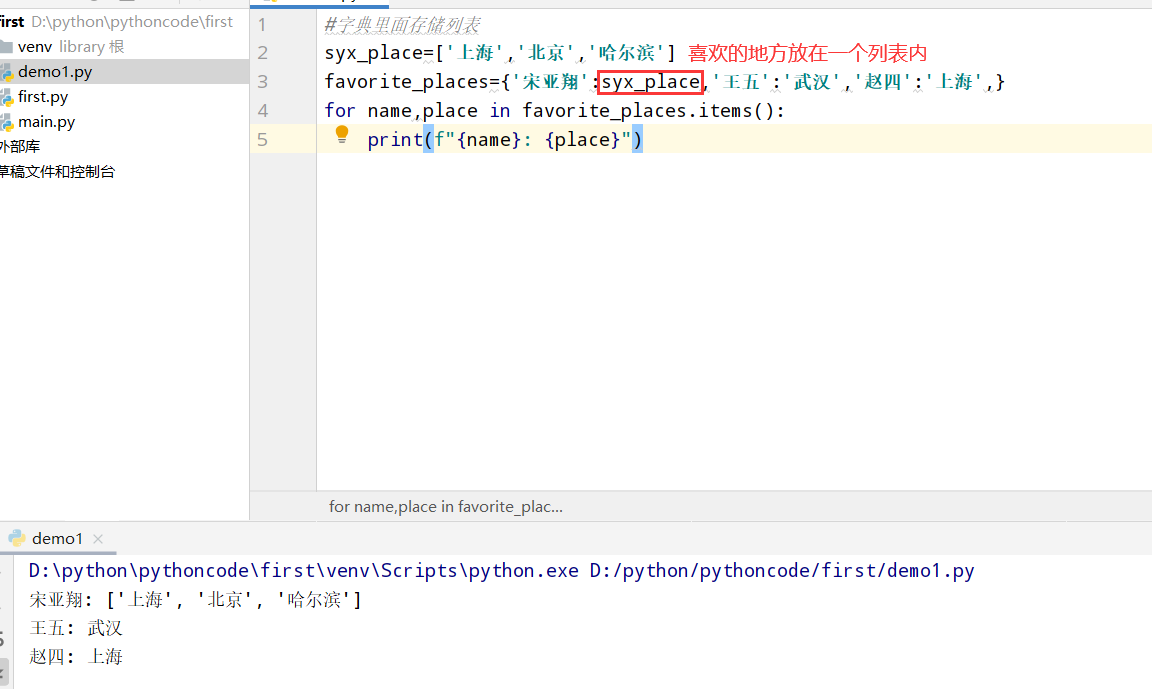 first D:\python\pythoncode\first
venv library 根
demo1.py
first.py
main.py
外部库
草稿文件和控制台
1 #字典里面存储列表
2 syx_place=['上海','北京','哈尔滨'] 喜欢的地方放在一个列表内
3 favorite_places={'宋亚翔':syx_place,'王五':'武汉','赵四':'上海',}
4 for name,place in favorite_places.items():
5 print(f"{name}: {place}")
for name,place in favorite_plac...
demo1 ×
D:\python\pythoncode\first\venv\Scripts\python.exe D:/python/pythoncode/first/demo1.py
宋亚翔: ['上海', '北京', '哈尔滨']
王五: 武汉
赵四: 上海